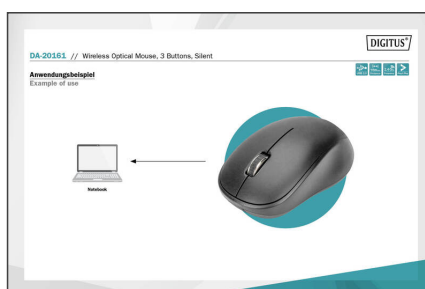 DIGITUS®
DA-20161 // Wireless Optical Mouse, 3 Buttons, Silent
Anwendungsbeispiel
Example of use
Notebook